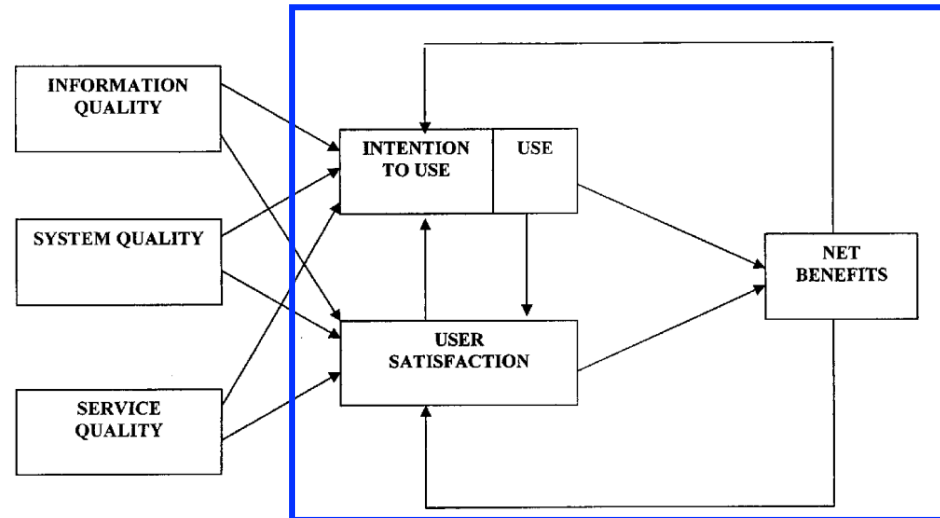 INFORMATION
QUALITY
INTENTION
TO USE
USE
SYSTEM QUALITY
NET
BENEFITS
USER
SATISFACTION
SERVICE
QUALITY